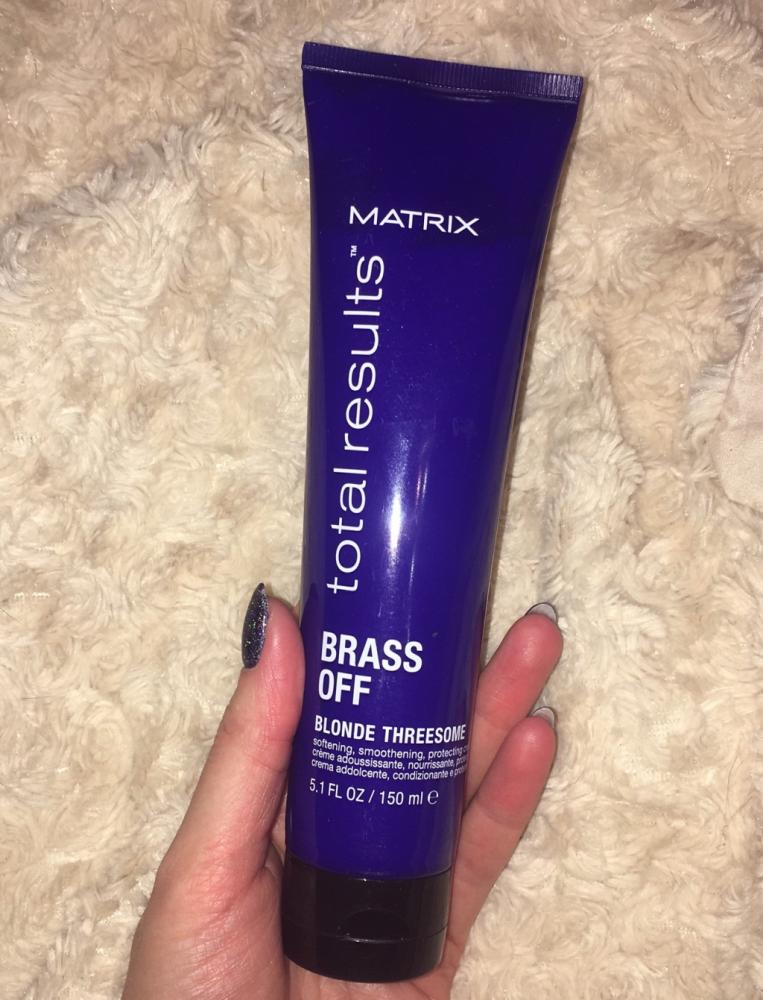 MATRIX
total results™
BRASS
OFF
BLONDE THREESOME
softening, smoothening, protecting
crème adoussissante, nourrissante,
crema addolcente, condizionante e
5.1 FL OZ / 150 ml ℮